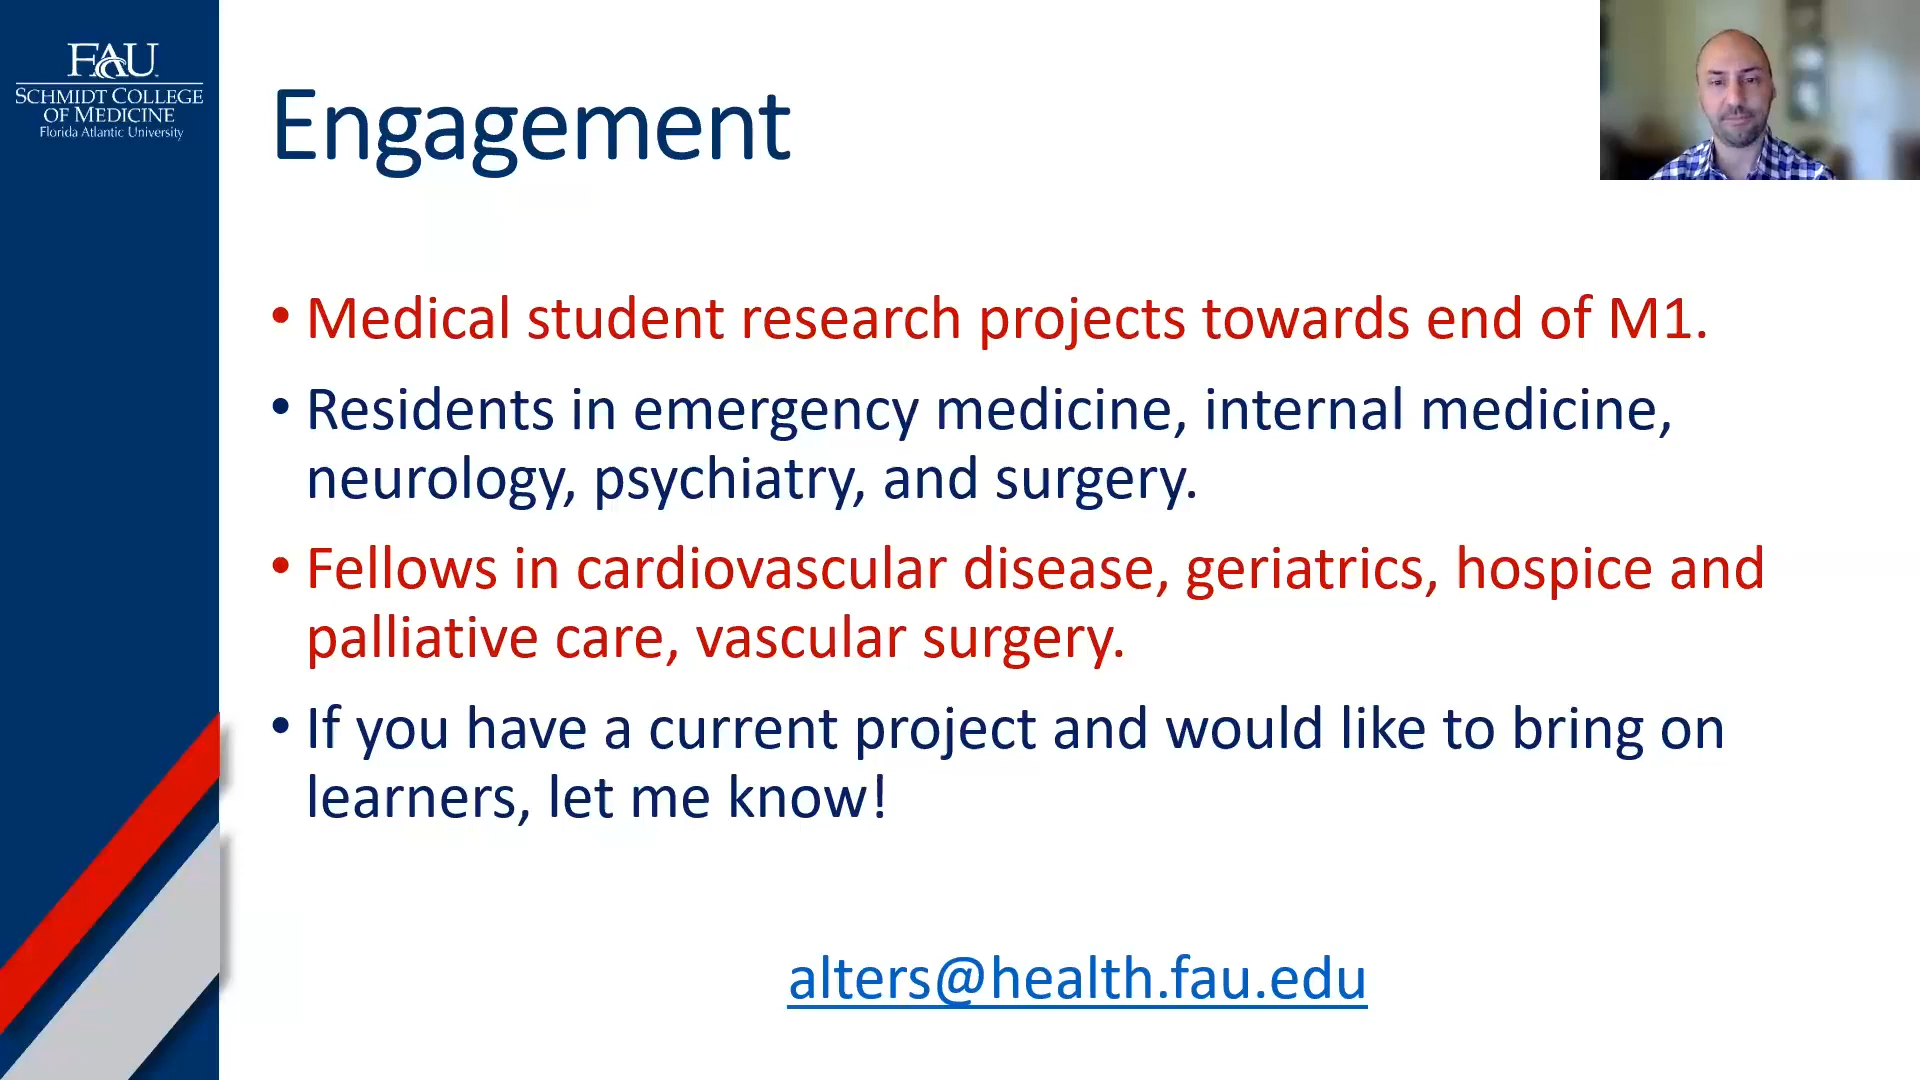 FAU
SCHMIDT COLLEGE
OF MEDICINE
Florida Atlantic University
Engagement
• Medical student research projects towards end of M1.
• Residents in emergency medicine, internal medicine,
neurology, psychiatry, and surgery.
• Fellows in cardiovascular disease, geriatrics, hospice and
palliative care, vascular surgery.
• If you have a current project and would like to bring on
learners, let me know!
alters@health.fau.edu